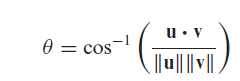 θ = cos⁻¹ ( u · v / ‖u‖ ‖v‖ )